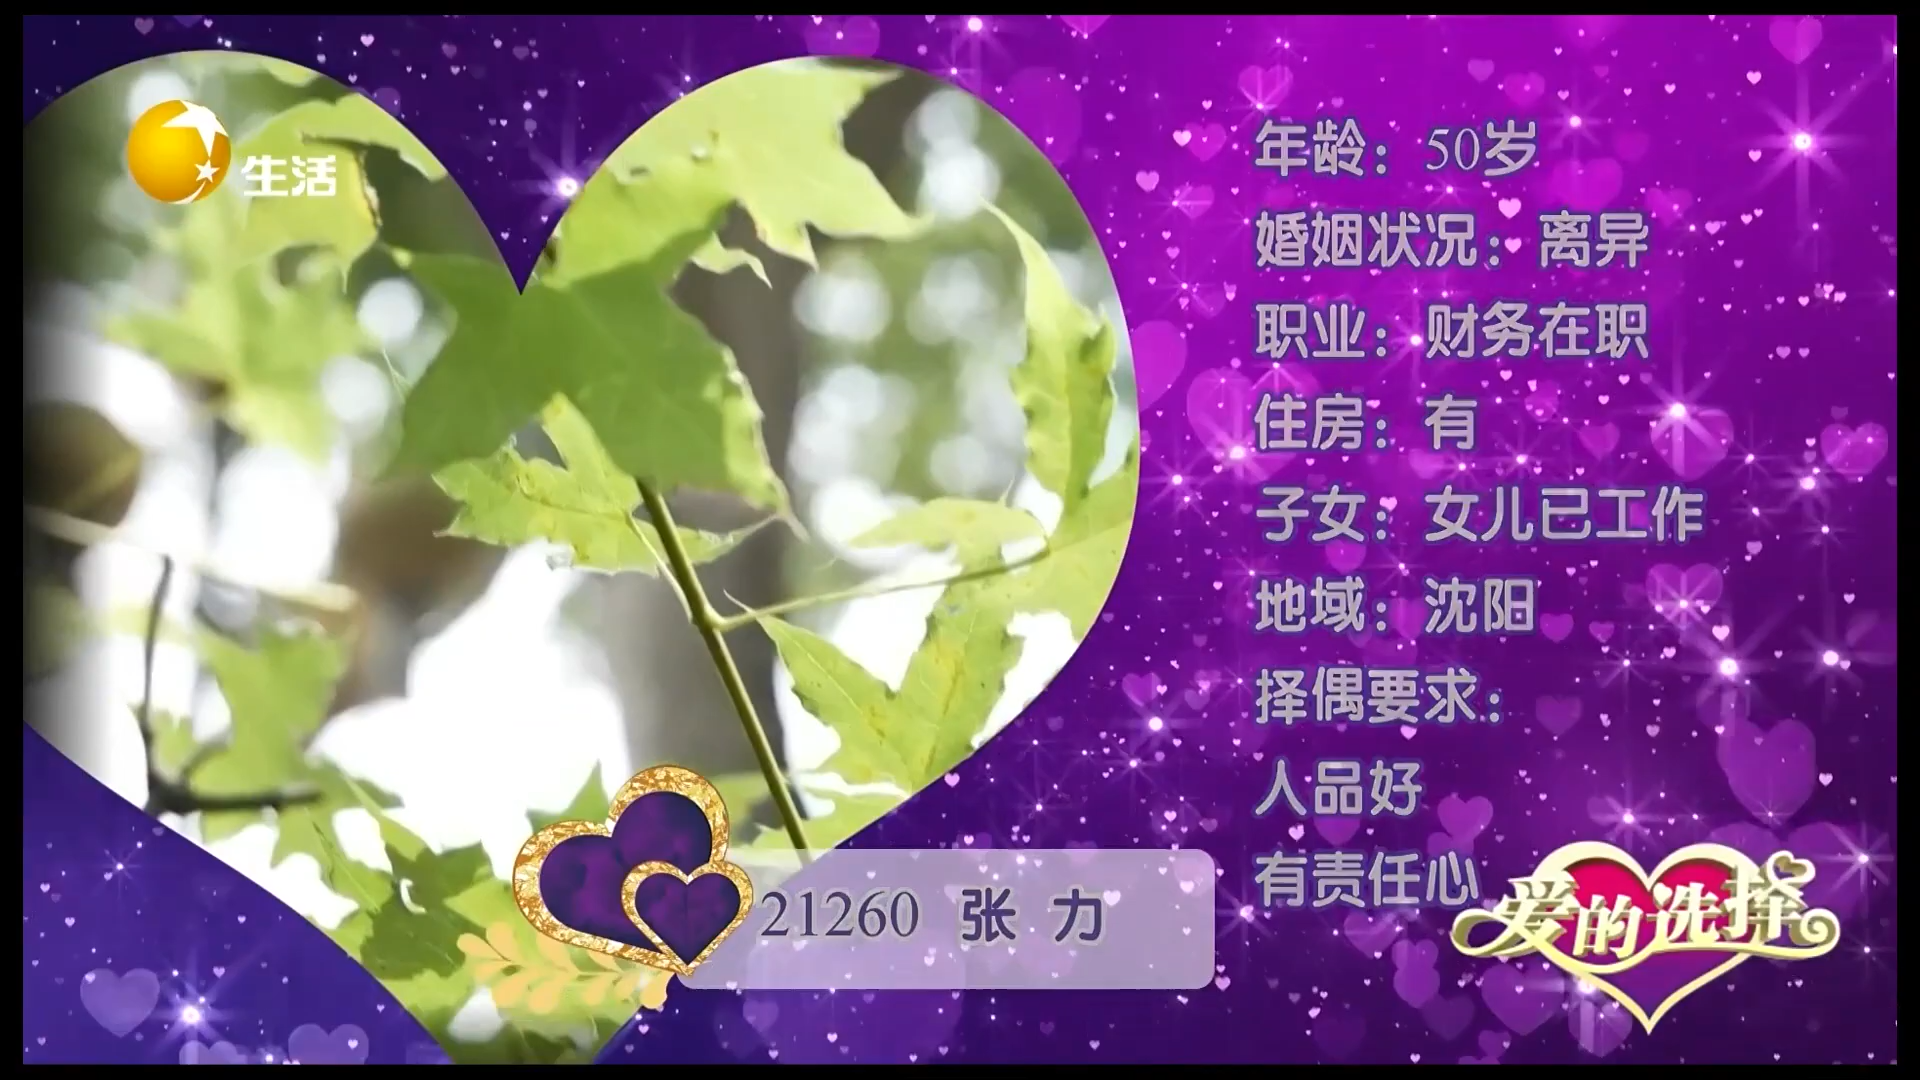 生活
年龄：50岁
婚姻状况：离异
职业：财务在职
住房：有
子女：女儿已工作
地域：沈阳
择偶要求：
人品好
有责任心
21260 张 力
爱的选择